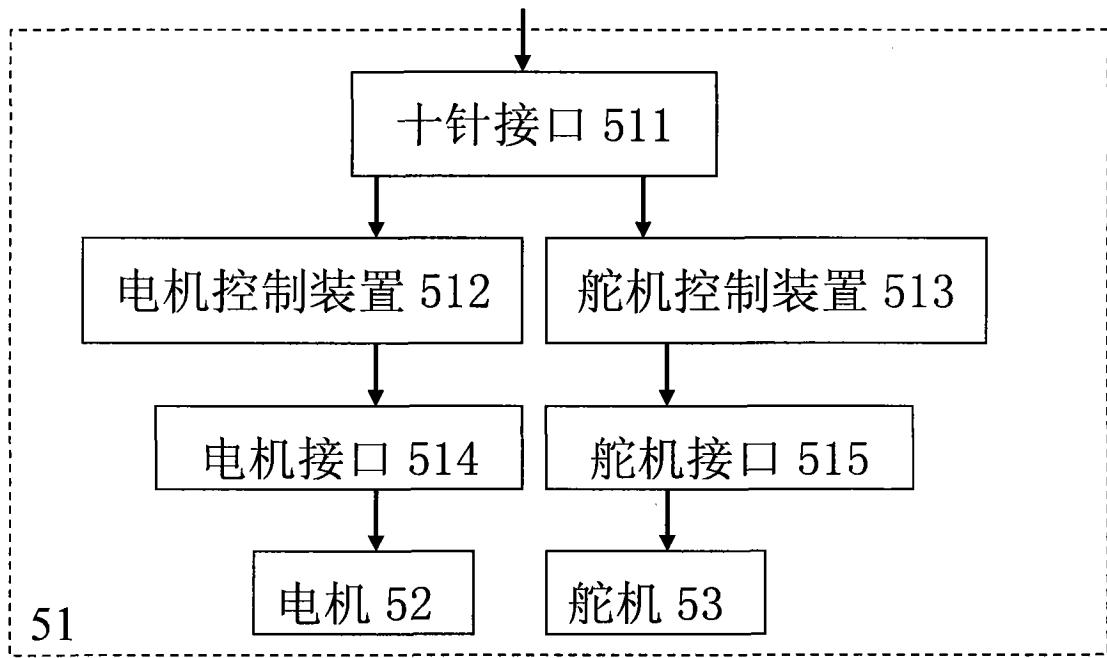 十针接口 511
电机控制装置 512
舵机控制装置 513
电机接口 514
舵机接口 515
电机 52
舵机 53
51